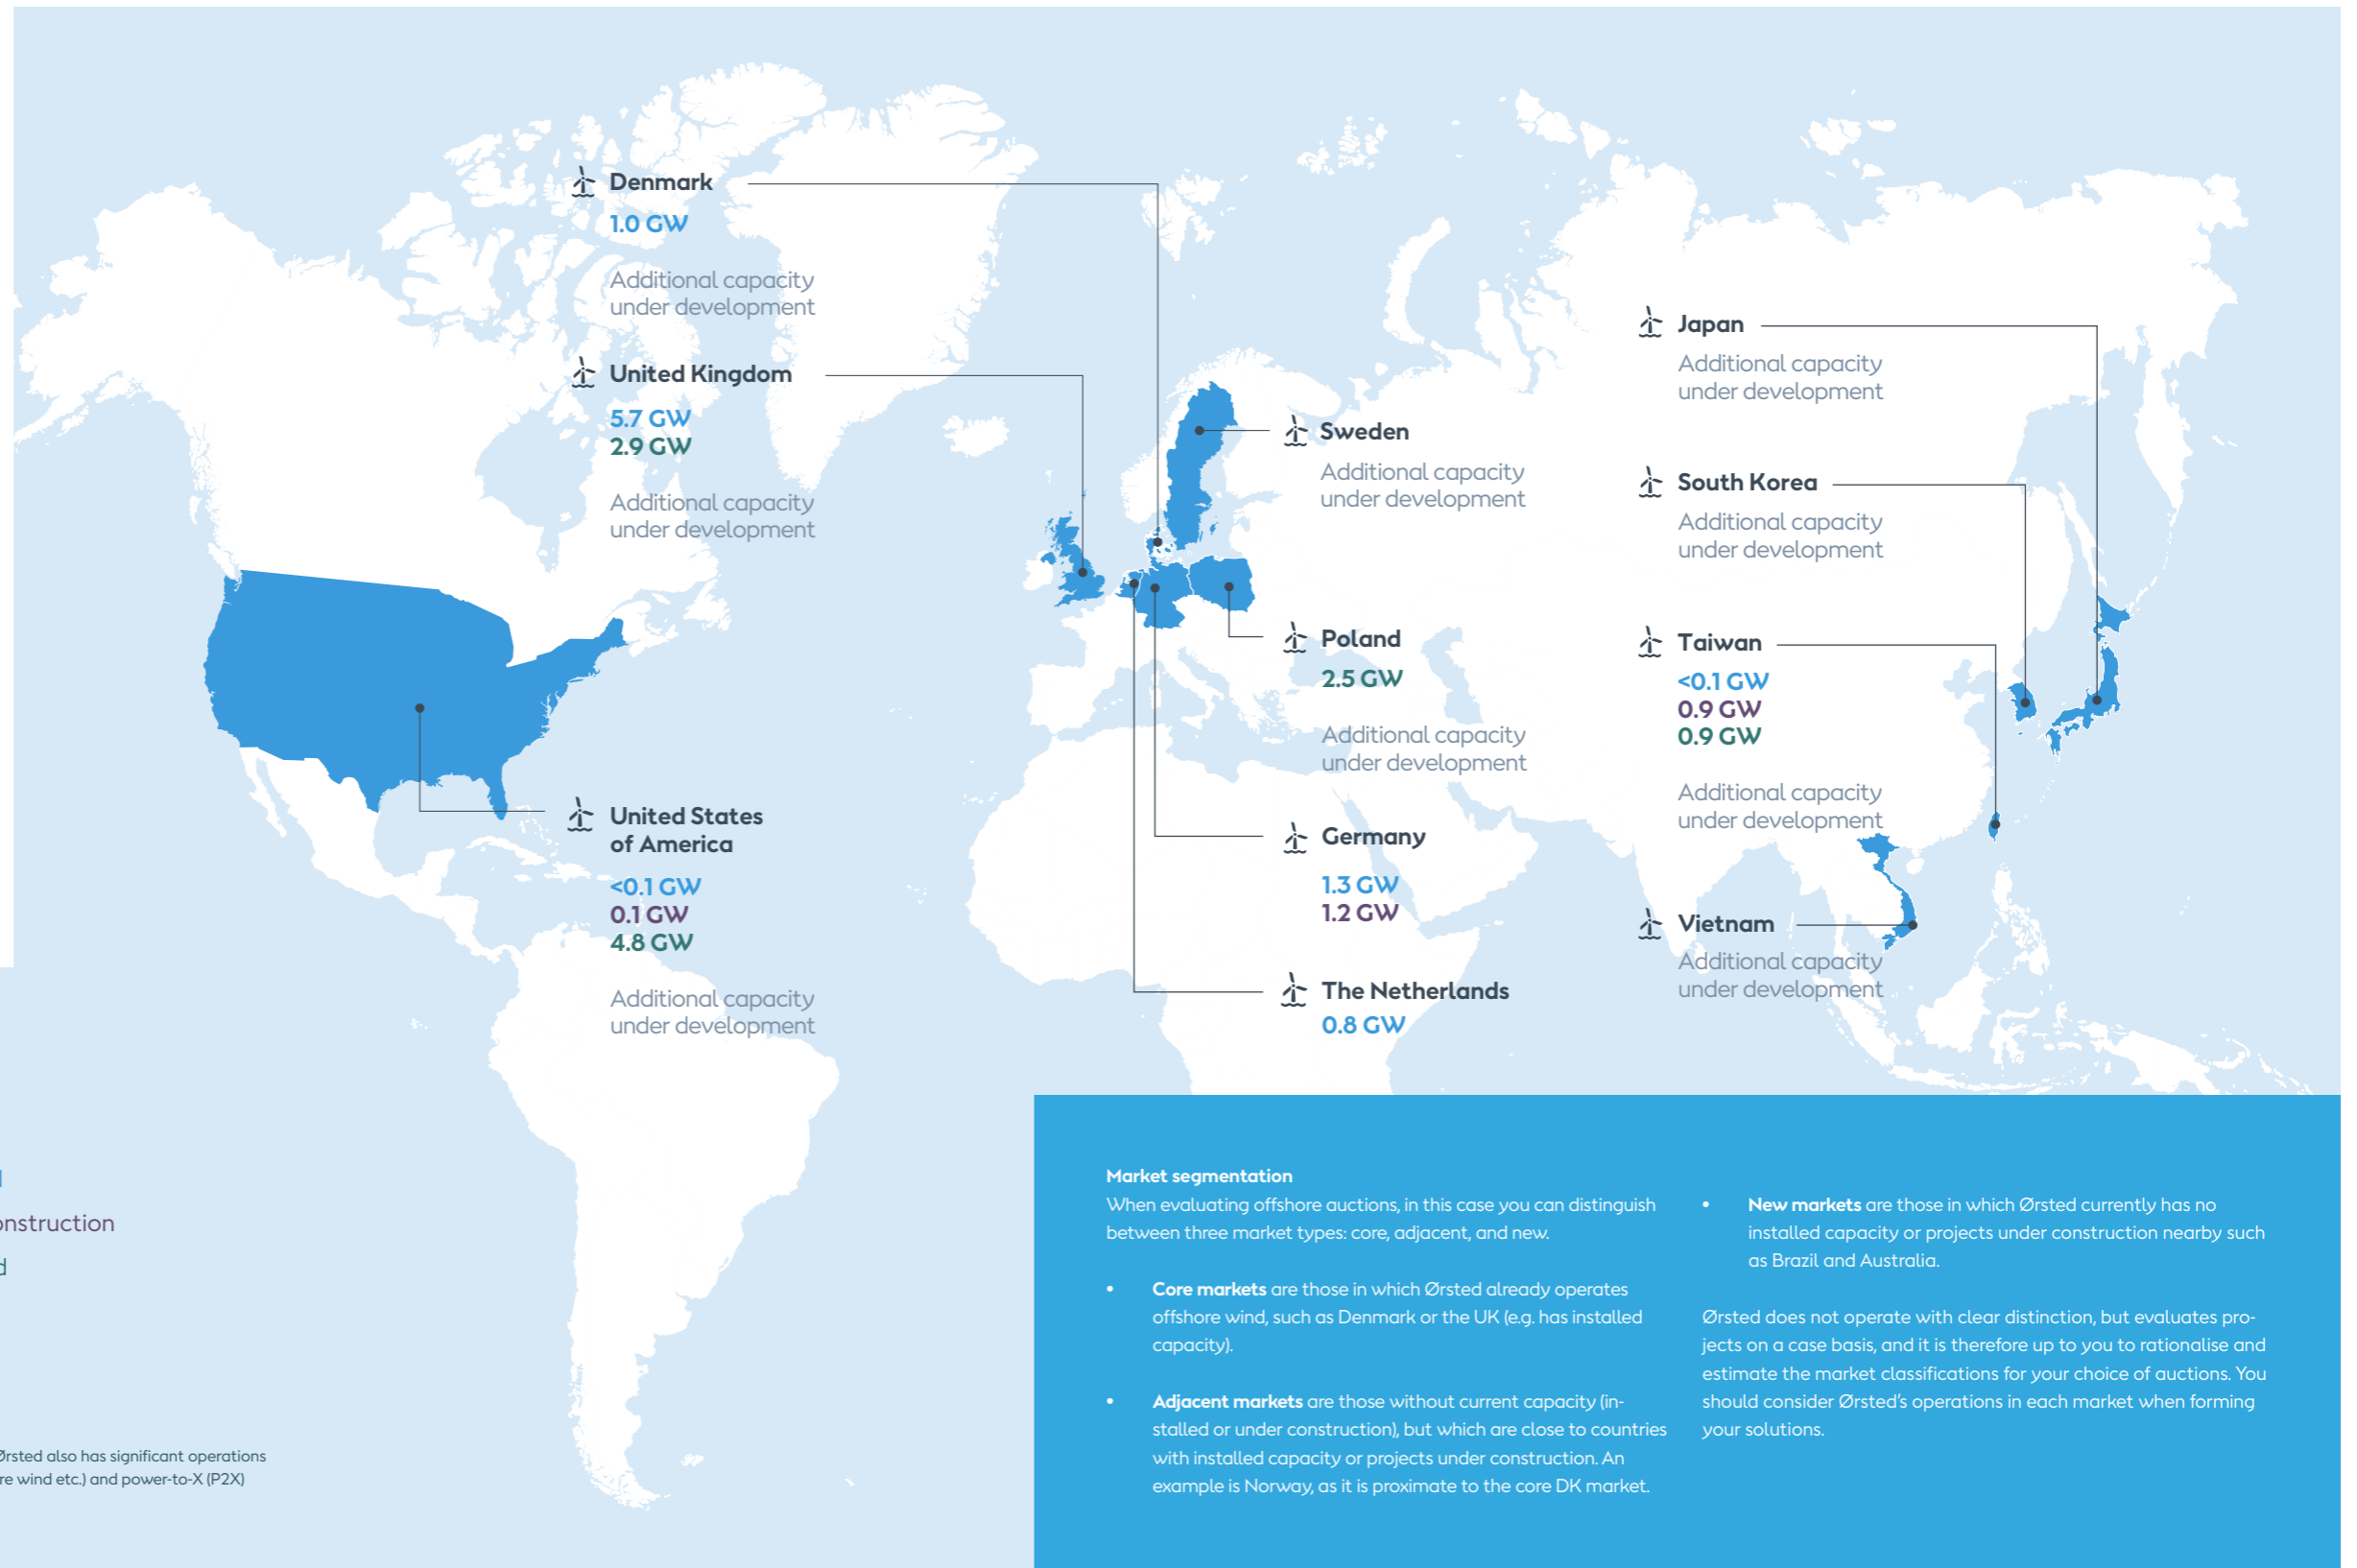 Denmark
1.0 GW
Additional capacity
under development
United Kingdom
5.7 GW
2.9 GW
Additional capacity
under development
United States
of America
<0.1 GW
0.1 GW
4.8 GW
Additional capacity
under development
Sweden
Additional capacity
under development
Poland
2.5 GW
Additional capacity
under development
Germany
1.3 GW
1.2 GW
The Netherlands
0.8 GW
Japan
Additional capacity
under development
South Korea
Additional capacity
under development
Taiwan
<0.1 GW
0.9 GW
0.9 GW
Additional capacity
under development
Vietnam
Additional capacity
under development
onstruction
d
Ørsted also has significant operations
re wind etc.) and power-to-X (P2X)
Market segmentation
When evaluating offshore auctions, in this case you can distinguish
between three market types: core, adjacent, and new.
• Core markets are those in which Ørsted already operates
offshore wind, such as Denmark or the UK (e.g. has installed
capacity).
• Adjacent markets are those without current capacity (in-
stalled or under construction), but which are close to countries
with installed capacity or projects under construction. An
example is Norway, as it is proximate to the core DK market.
• New markets are those in which Ørsted currently has no
installed capacity or projects under construction nearby such
as Brazil and Australia.
Ørsted does not operate with clear distinction, but evaluates pro-
jects on a case basis, and it is therefore up to you to rationalise and
estimate the market classifications for your choice of auctions. You
should consider Ørsted's operations in each market when forming
your solutions.